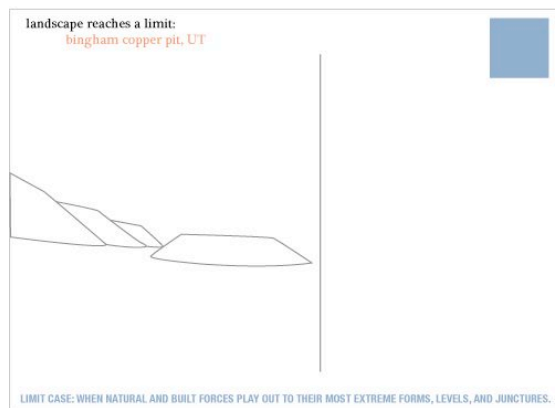 landscape reaches a limit:
bingham copper pit, UT
LIMIT CASE: WHEN NATURAL AND BUILT FORCES PLAY OUT TO THEIR MOST EXTREME FORMS, LEVELS, AND JUNCTURES.